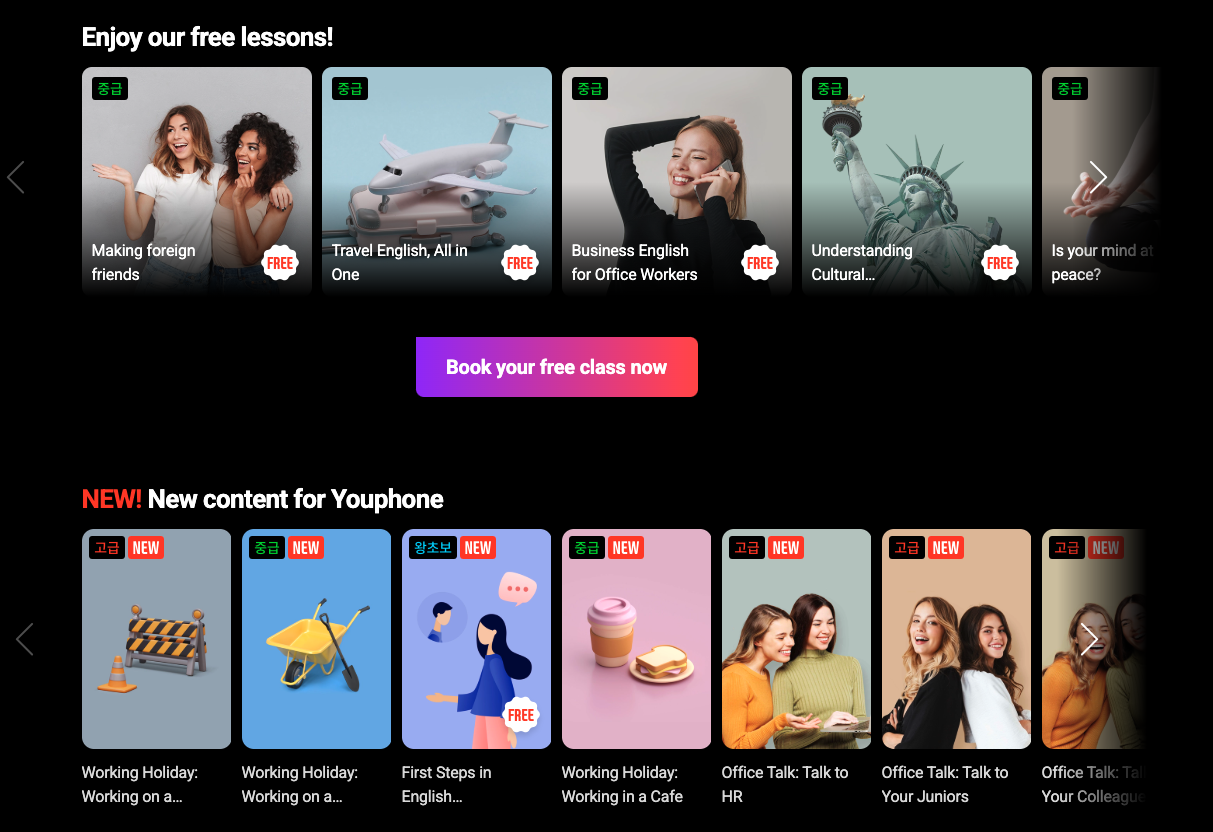 Enjoy our free lessons!
중급
중급
중급
중급
중급
Making foreign
friends
FREE
Travel English, All in
One
FREE
Business English
for Office Workers
FREE
Understanding
Cultural...
FREE
Is your mind at
peace?
Book your free class now
NEW! New content for Youphone
고급 NEW
중급 NEW
왕초보 NEW
중급 NEW
고급 NEW
고급 NEW
고급 NEW
FREE
Working Holiday:
Working on a...
Working Holiday:
Working on a...
First Steps in
English...
Working Holiday:
Working in a Cafe
Office Talk: Talk to
HR
Office Talk: Talk to
Your Juniors
Office Talk: Tal
Your Colleague